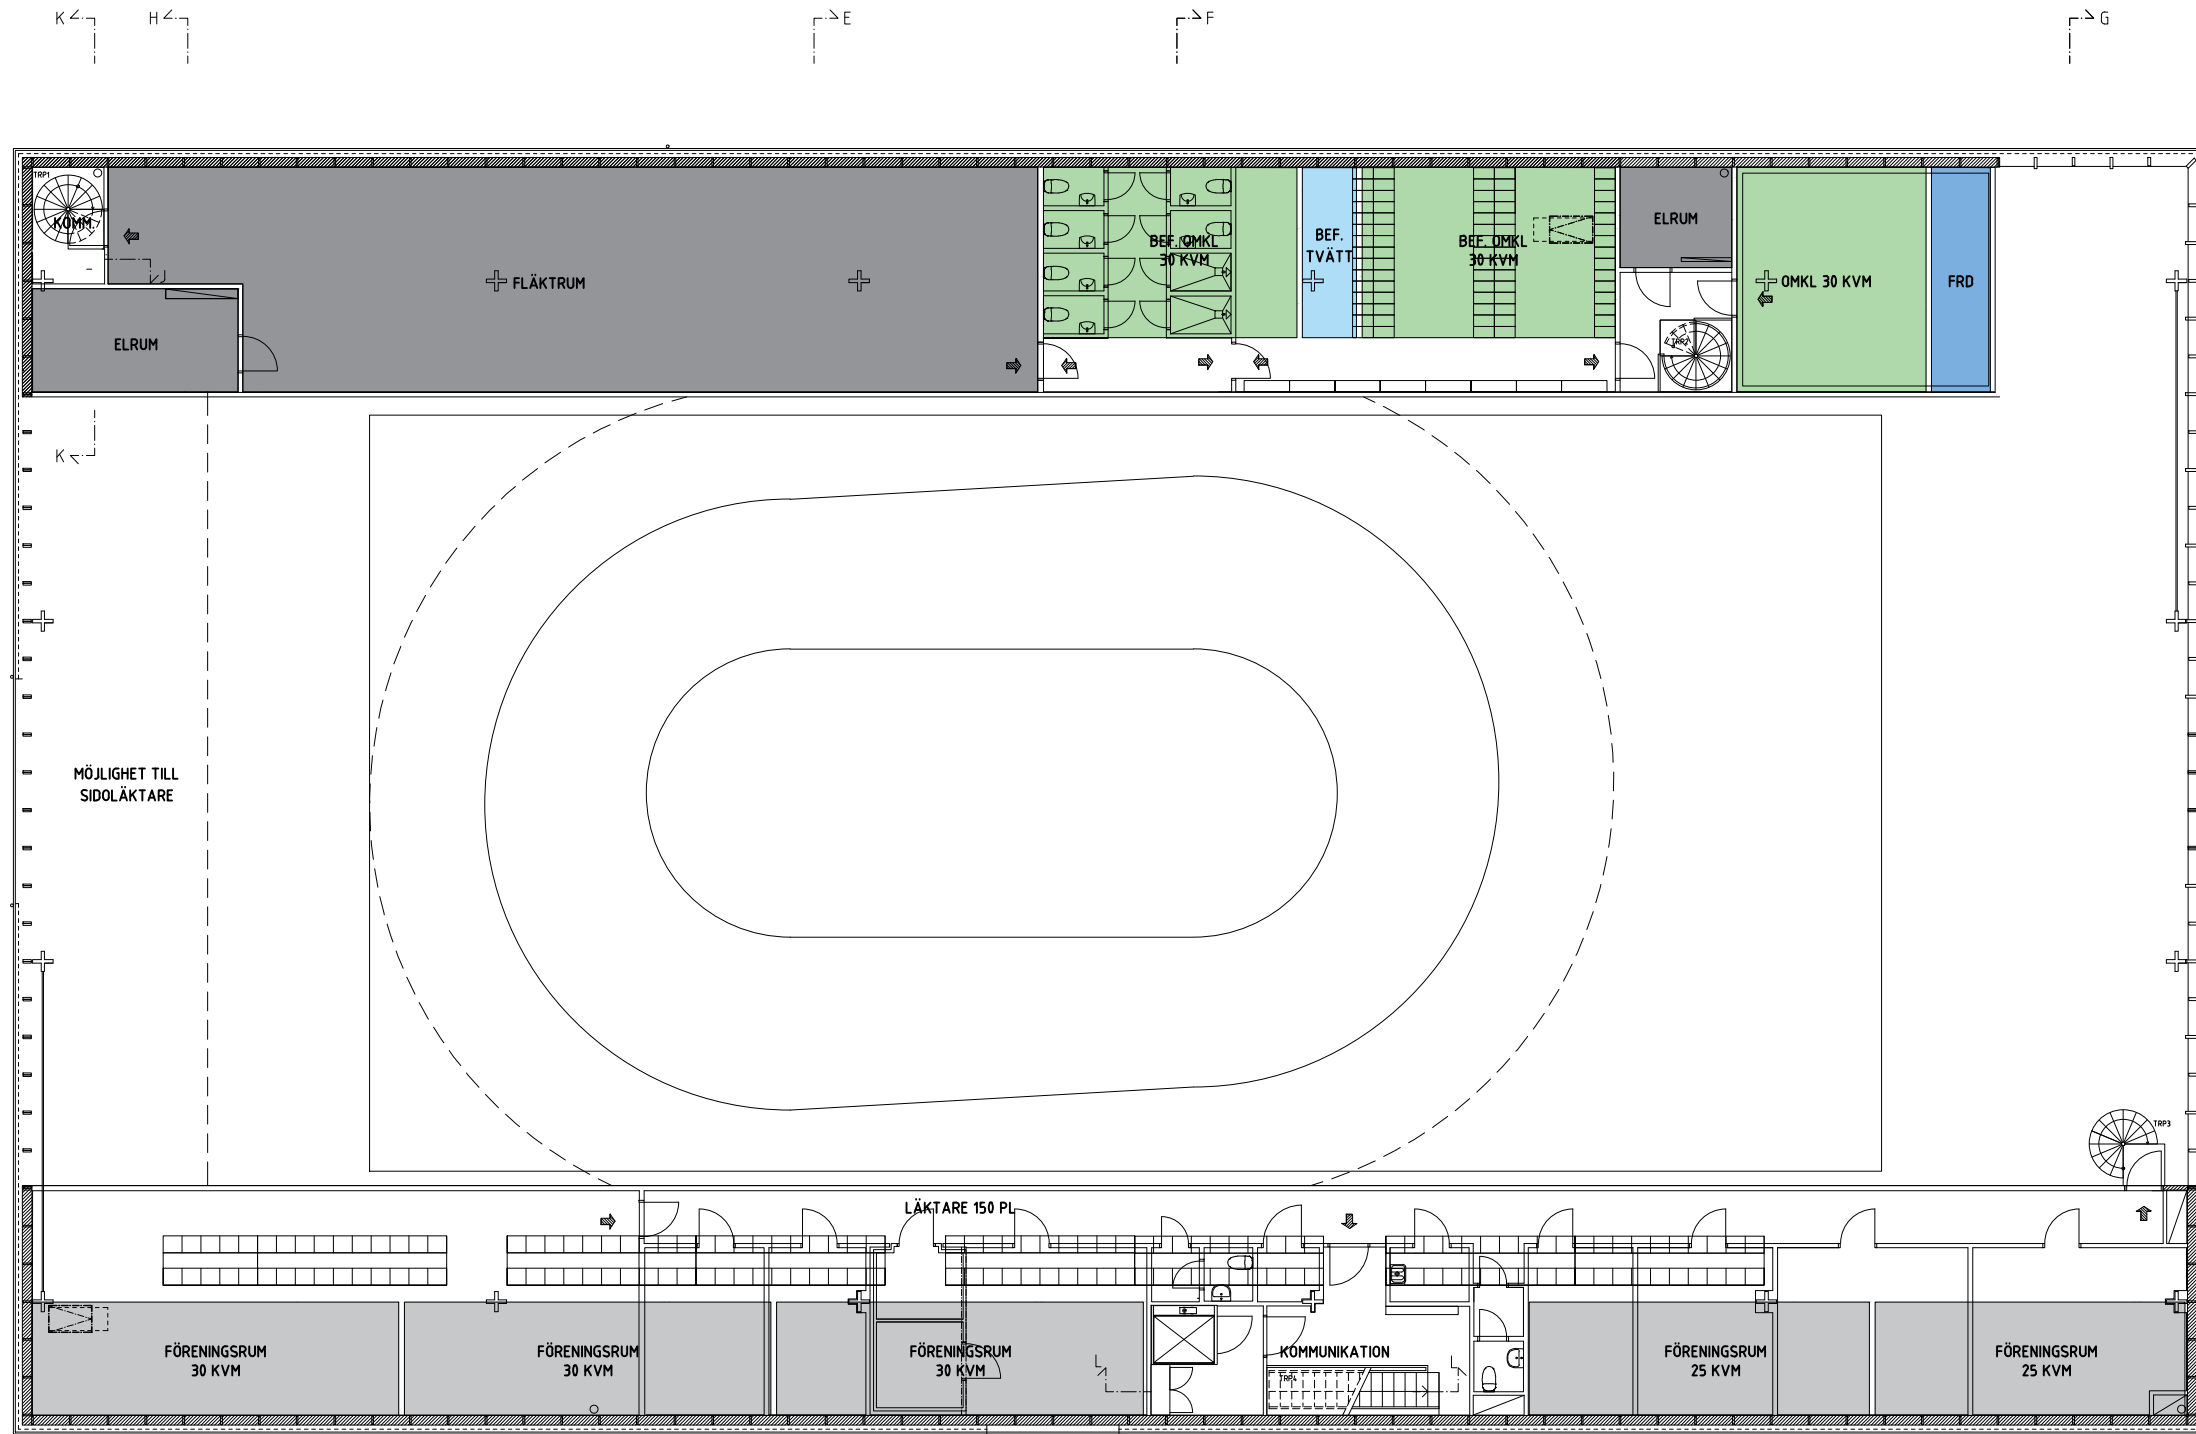 K
H
E
F
G
TRP1
KOMM.
J
FLÄKTRUM
ELRUM
BEF. OMKL
30 KVM
BEF.
TVÄTT
BEF. OMKL
30 KVM
ELRUM
TRP2
OMKL 30 KVM
FRD
K
MÖJLIGHET TILL
SIDOLÄKTARE
TRP3
LÄKTARE 150 PL
FÖRENINGSRUM
30 KVM
FÖRENINGSRUM
30 KVM
FÖRENINGSRUM
30 KVM
L
KOMMUNIKATION
TRP4
L
FÖRENINGSRUM
25 KVM
FÖRENINGSRUM
25 KVM